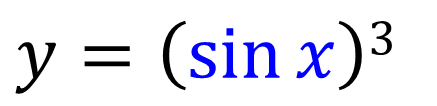 y = (sin x)³